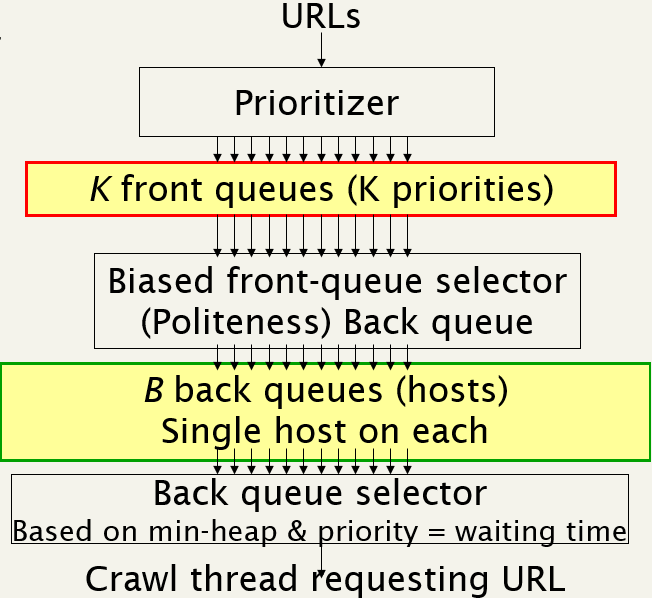 URLs
Prioritizer
K front queues (K priorities)
Biased front-queue selector
(Politeness) Back queue
B back queues (hosts)
Single host on each
Back queue selector
Based on min-heap & priority = waiting time
Crawl thread requesting URL